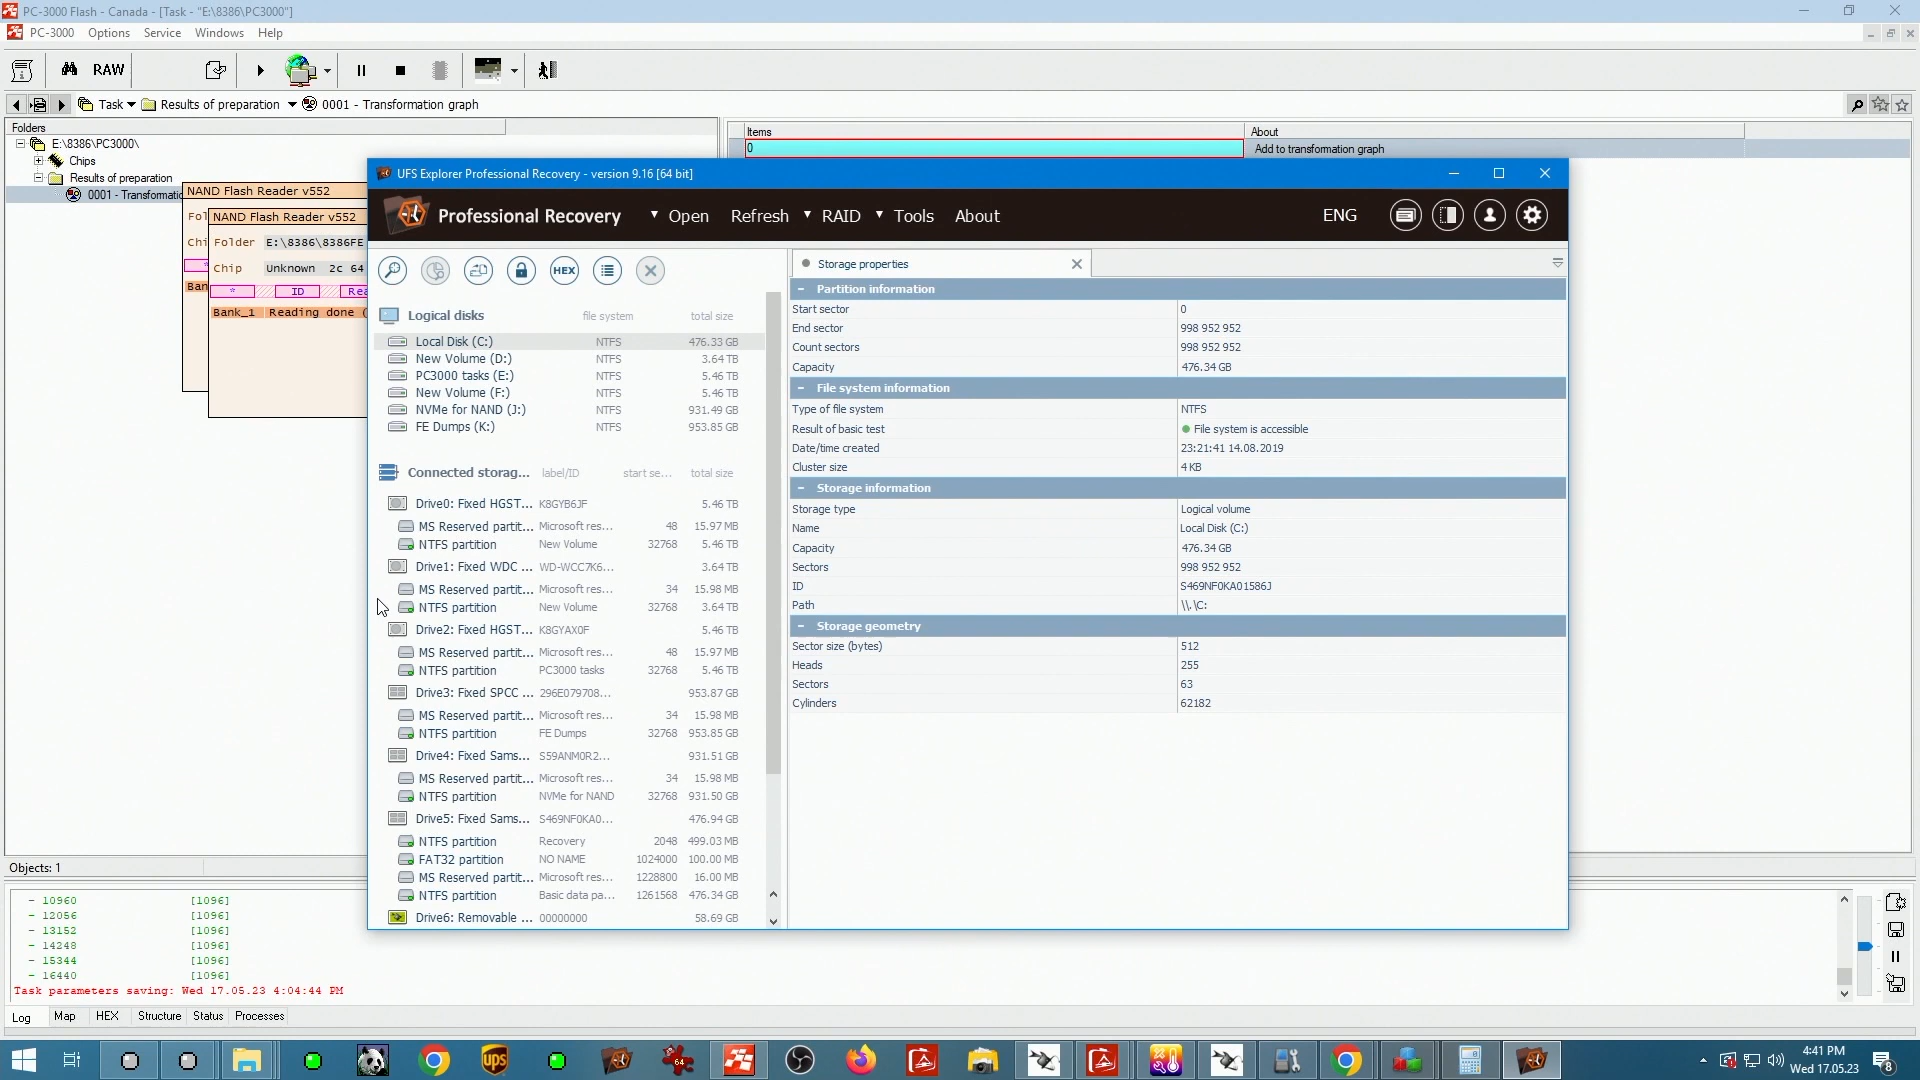 PC-3000 Flash - Canada - [Task - "E:\8386\PC3000"]
PC-3000 Options Service Windows Help
RAW
Task Results of preparation 0001 - Transformation graph
Folders
E:\8386\PC3000\
Chips
Results of preparation
0001 - Transformatio
Items About
0 Add to transformation graph
NAND Flash Reader v552
Fol
Chi
Ban
NAND Flash Reader v552
Folder E:\8386\8386FE
Chip Unknown 2c 64
* ID Rea
Bank_1 Reading done (
UFS Explorer Professional Recovery - version 9.16 [64 bit]
Professional Recovery Open Refresh RAID Tools About ENG
HEX
Logical disks file system total size
Local Disk (C:) NTFS 476.33 GB
New Volume (D:) NTFS 3.64 TB
PC3000 tasks (E:) NTFS 5.46 TB
New Volume (F:) NTFS 5.46 TB
NVMe for NAND (J:) NTFS 931.49 GB
FE Dumps (K:) NTFS 953.85 GB
Connected storag... label/ID start se... total size
Drive0: Fixed HGST... K8GYB6JF 5.46 TB
MS Reserved partit... Microsoft res... 48 15.97 MB
NTFS partition New Volume 32768 5.46 TB
Drive1: Fixed WDC ... WD-WCC7K6... 3.64 TB
MS Reserved partit... Microsoft res... 34 15.98 MB
NTFS partition New Volume 32768 3.64 TB
Drive2: Fixed HGST... K8GYAX0F 5.46 TB
MS Reserved partit... Microsoft res... 48 15.97 MB
NTFS partition PC3000 tasks 32768 5.46 TB
Drive3: Fixed SPCC ... 296E079708... 953.87 GB
MS Reserved partit... Microsoft res... 34 15.98 MB
NTFS partition FE Dumps 32768 953.85 GB
Drive4: Fixed Sams... S59ANM0R2... 931.51 GB
MS Reserved partit... Microsoft res... 34 15.98 MB
NTFS partition NVMe for NAND 32768 931.50 GB
Drive5: Fixed Sams... S469NF0KA0... 476.94 GB
NTFS partition Recovery 2048 499.03 MB
FAT32 partition NO NAME 1024000 100.00 MB
MS Reserved partit... Microsoft res... 1228800 16.00 MB
NTFS partition Basic data pa... 1261568 476.34 GB
Drive6: Removable ... 00000000 58.69 GB
Storage properties
Partition information
Start sector 0
End sector 998 952 952
Count sectors 998 952 952
Capacity 476.34 GB
File system information
Type of file system NTFS
Result of basic test File system is accessible
Date/time created 23:21:41 14.08.2019
Cluster size 4 KB
Storage information
Storage type Logical volume
Name Local Disk (C:)
Capacity 476.34 GB
Sectors 998 952 952
ID S469NF0KA01586J
Path \\.\C:
Storage geometry
Sector size (bytes) 512
Heads 255
Sectors 63
Cylinders 62182
Objects: 1
- 10960 [1096]
- 12056 [1096]
- 13152 [1096]
- 14248 [1096]
- 15344 [1096]
- 16440 [1096]
Task parameters saving: Wed 17.05.23 4:04:44 PM
Log Map HEX Structure Status Processes
ups
64
4:41 PM
Wed 17.05.23
8